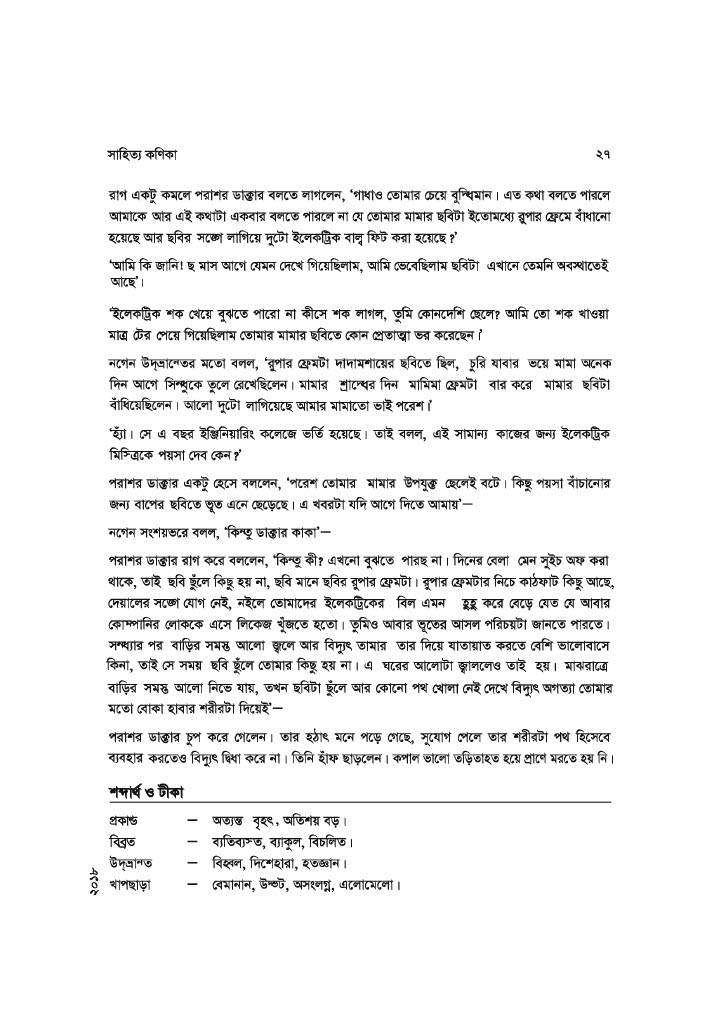 সাহিত্য কণিকা ২৭
রাগ একটু কমলে পরাশর ডাক্তার বলতে লাগলেন, ‘গাধাও তোমার চেয়ে বুদ্ধিমান। এত কথা বলতে পারলে
আমাকে আর এই কথাটা একবার বলতে পারলে না যে তোমার মামার ছবিটা ইতোমধ্যে রুপার ফ্রেমে বাঁধানো
হয়েছে আর ছবির সঙ্গে লাগিয়ে দুটো ইলেকট্রিক বাল্ব ফিট করা হয়েছে?’
‘আমি কি জানি! ছ মাস আগে যেমন দেখে গিয়েছিলাম, আমি ভেবেছিলাম ছবিটা এখানে তেমনি অবস্থাতেই
আছে’।
‘ইলেকট্রিক শক খেয়ে বুঝতে পারো না কীসে শক লাগল, তুমি কোনদেশি ছেলে? আমি তো শক খাওয়া
মাত্র টের পেয়ে গিয়েছিলাম তোমার মামার ছবিতে কোন প্রেতাত্মা ভর করেছেন।’
নগেন উদ্‌ভ্রান্তের মতো বলল, ‘রুপার ফ্রেমটা দাদামশায়ের ছবিতে ছিল, চুরি যাবার ভয়ে মামা অনেক
দিন আগে সিন্দুকে তুলে রেখেছিলেন। মামার শ্রাদ্ধের দিন মামিমা ফ্রেমটা বার করে মামার ছবিটা
বাঁধিয়েছিলেন। আলো দুটো লাগিয়েছে আমার মামাতো ভাই পরেশ।’
‘হ্যাঁ। সে এ বছর ইঞ্জিনিয়ারিং কলেজে ভর্তি হয়েছে। তাই বলল, এই সামান্য কাজের জন্য ইলেকট্রিক
মিস্ত্রিকে পয়সা দেব কেন?’
পরাশর ডাক্তার একটু হেসে বললেন, ‘পরেশ তোমার মামার উপযুক্ত ছেলেই বটে। কিছু পয়সা বাঁচানোর
জন্য বাপের ছবিতে ভূত এনে ছেড়েছে। এ খবরটা যদি আগে দিতে আমায়’—
নগেন সংশয়ভরে বলল, ‘কিন্তু ডাক্তার কাকা’—
পরাশর ডাক্তার রাগ করে বললেন, ‘কিন্তু কী? এখনো বুঝতে পারছ না। দিনের বেলা মেন সুইচ অফ করা
থাকে, তাই ছবি ছুঁলে কিছু হয় না, ছবি মানে ছবির রুপার ফ্রেমটা। রুপার ফ্রেমটার নিচে কাঠফাট কিছু আছে,
দেয়ালের সঙ্গে যোগ নেই, নইলে তোমাদের ইলেকট্রিকের বিল এমন হুহু করে বেড়ে যেত যে আবার
কোম্পানির লোককে এসে লিকেজ খুঁজতে হতো। তুমিও আবার ভূতের আসল পরিচয়টা জানতে পারতে।
সন্ধ্যার পর বাড়ির সমস্ত আলো জ্বলে আর বিদ্যুৎ তামার তার দিয়ে যাতায়াত করতে বেশি ভালোবাসে
কিনা, তাই সে সময় ছবি ছুঁলে তোমার কিছু হয় না। এ ঘরের আলোটা জ্বাললেও তাই হয়। মাঝরাত্রে
বাড়ির সমস্ত আলো নিভে যায়, তখন ছবিটা ছুঁলে আর কোনো পথ খোলা নেই দেখে বিদ্যুৎ অগত্যা তোমার
মতো বোকা হাবার শরীরটা দিয়েই’—
পরাশর ডাক্তার চুপ করে গেলেন। তার হঠাৎ মনে পড়ে গেছে, সুযোগ পেলে তার শরীরটা পথ হিসেবে
ব্যবহার করতেও বিদ্যুৎ দ্বিধা করে না। তিনি হাঁফ ছাড়লেন। কপাল ভালো তড়িতাহত হয়ে প্রাণে মরতে হয় নি।
শব্দার্থ ও টীকা
প্রকাণ্ড — অত্যন্ত বৃহৎ, অতিশয় বড়।
বিব্রত — ব্যতিব্যস্ত, ব্যাকুল, বিচলিত।
উদ্‌ভ্রান্ত — বিহ্বল, দিশেহারা, হতজ্ঞান।
খাপছাড়া — বেমানান, উদ্ভট, অসংলগ্ন, এলোমেলো।
২০১৮